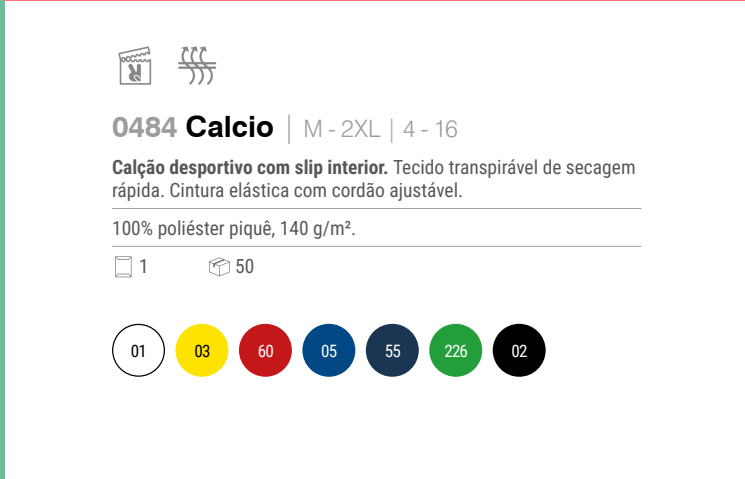 0484 Calcio | M - 2XL | 4 - 16
Calção desportivo com slip interior. Tecido transpirável de secagem
rápida. Cintura elástica com cordão ajustável.
100% poliéster piquê, 140 g/m².
1 50
01 03 60 05 55 226 02